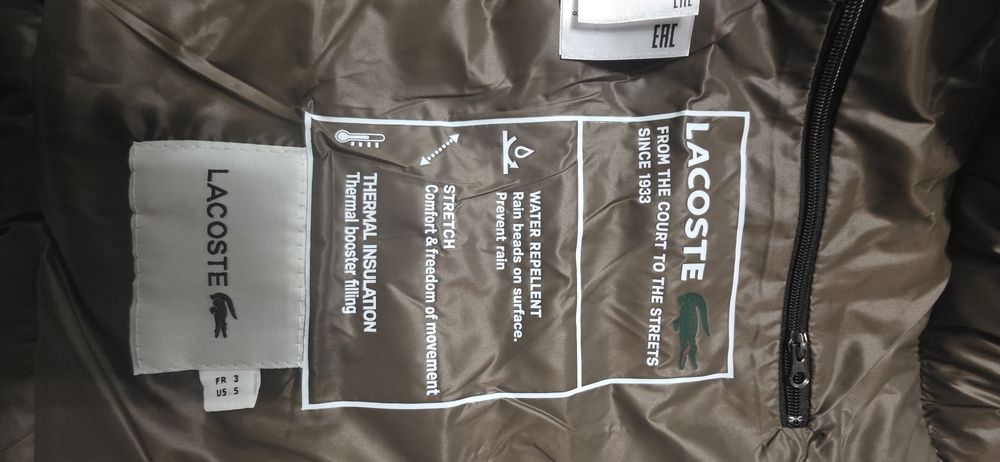 EAC
EAC
LACOSTE
FROM THE COURT TO THE STREETS
SINCE 1933
WATER REPELLENT
Rain beads on surface.
Prevent rain
STRETCH
Comfort & freedom of movement
THERMAL INSULATION
Thermal booster filling
LACOSTE
FR 3
US S